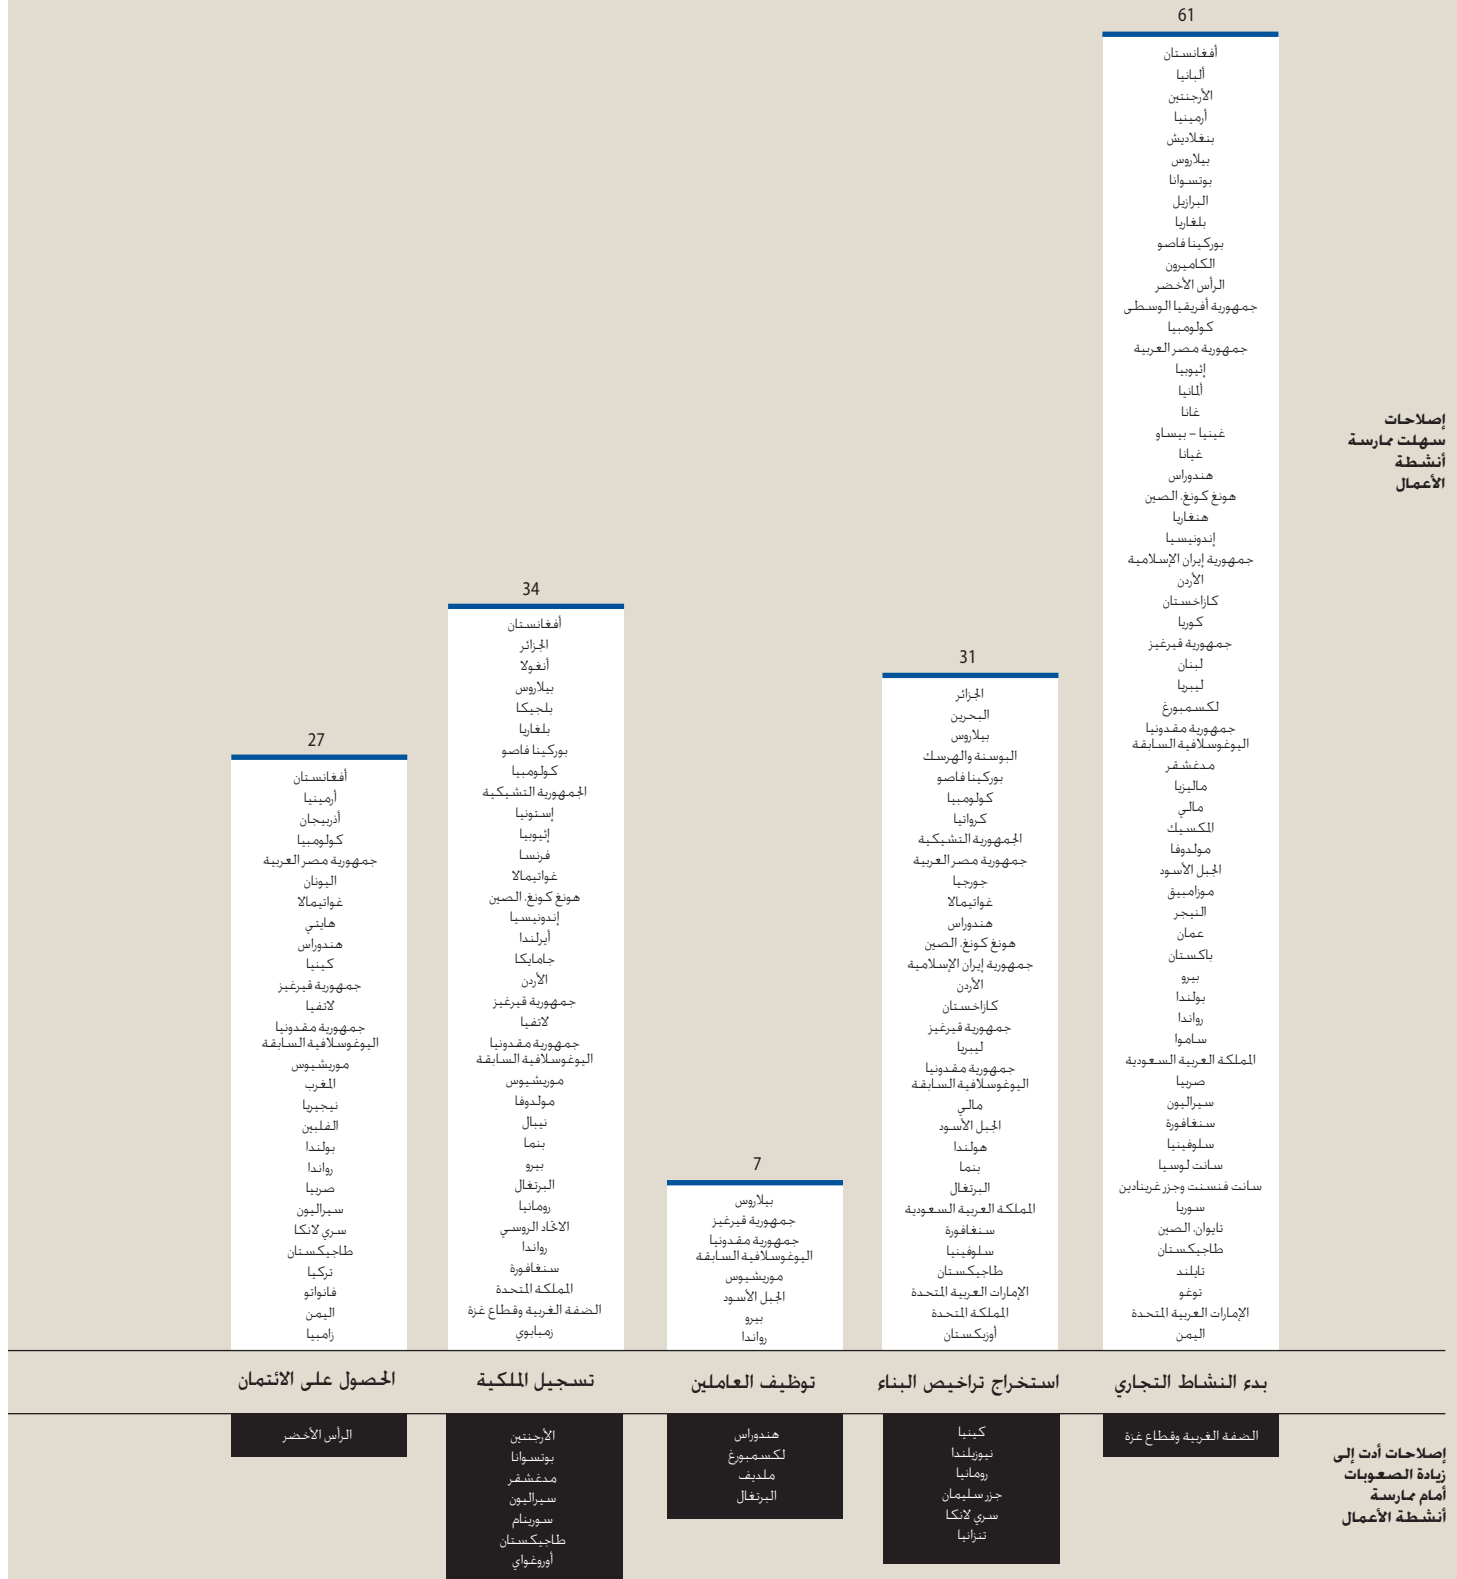 61
أفغانستان
ألبانيا
الأرجنتين
أرمينيا
بنغلاديش
بيلاروس
بوتسوانا
البرازيل
بلغاريا
بوركينا فاصو
الكاميرون
الرأس الأخضر
جمهورية أفريقيا الوسطى
كولومبيا
جمهورية مصر العربية
إثيوبيا
ألمانيا
غانا
غينيا – بيساو
غيانا
هندوراس
هونغ كونغ، الصين
هنغاريا
إندونيسيا
جمهورية إيران الإسلامية
الأردن
كازاخستان
كوريا
جمهورية قيرغيز
لبنان
ليبريا
لكسمبورغ
جمهورية مقدونيا
اليوغوسلافية السابقة
مدغشقر
ماليزيا
مالي
المكسيك
مولدوفا
الجبل الأسود
موزامبيق
النيجر
عمان
باكستان
بيرو
بولندا
رواندا
ساموا
المملكة العربية السعودية
صربيا
سيراليون
سنغافورة
سلوفينيا
سانت لوسيا
سانت فنسنت وجزر غرينادين
سوريا
تايوان، الصين
طاجيكستان
تايلند
توغو
الإمارات العربية المتحدة
اليمن
إصلاحات
سهلت ممارسة
أنشطة
الأعمال
31
الجزائر
البحرين
بيلاروس
البوسنة والهرسك
بوركينا فاصو
كولومبيا
كرواتيا
الجمهورية التشيكية
جمهورية مصر العربية
جورجيا
غواتيمالا
هندوراس
هونغ كونغ، الصين
جمهورية إيران الإسلامية
الأردن
كازاخستان
جمهورية قيرغيز
ليبريا
جمهورية مقدونيا
اليوغوسلافية السابقة
مالي
الجبل الأسود
هولندا
بنما
البرتغال
المملكة العربية السعودية
سنغافورة
سلوفينيا
طاجيكستان
الإمارات العربية المتحدة
المملكة المتحدة
أوزبكستان
7
بيلاروس
جمهورية قيرغيز
جمهورية مقدونيا
اليوغوسلافية السابقة
موريشيوس
الجبل الأسود
بيرو
رواندا
34
أفغانستان
الجزائر
أنغولا
بيلاروس
بلجيكا
بلغاريا
بوركينا فاصو
كولومبيا
الجمهورية التشيكية
إستونيا
إثيوبيا
فرنسا
غواتيمالا
هونغ كونغ، الصين
إندونيسيا
أيرلندا
جامايكا
الأردن
جمهورية قيرغيز
لاتفيا
جمهورية مقدونيا
اليوغوسلافية السابقة
موريشيوس
مولدوفا
نيبال
بنما
بيرو
البرتغال
رومانيا
الاتحاد الروسي
رواندا
سنغافورة
المملكة المتحدة
الضفة الغربية وقطاع غزة
زمبابوي
27
أفغانستان
أرمينيا
أذربيجان
كولومبيا
جمهورية مصر العربية
اليونان
غواتيمالا
هايتي
هندوراس
كينيا
جمهورية قيرغيز
لاتفيا
جمهورية مقدونيا
اليوغوسلافية السابقة
موريشيوس
المغرب
نيجيريا
الفلبين
بولندا
رواندا
صربيا
سيراليون
سري لانكا
طاجيكستان
تركيا
فانواتو
اليمن
زامبيا
بدء النشاط التجاري
استخراج تراخيص البناء
توظيف العاملين
تسجيل الملكية
الحصول على الائتمان
إصلاحات أدت إلى
زيادة الصعوبات
أمام ممارسة
أنشطة الأعمال
الضفة الغربية وقطاع غزة
كينيا
نيوزيلندا
رومانيا
جزر سليمان
سري لانكا
تنزانيا
هندوراس
لكسمبورغ
ملديف
البرتغال
الأرجنتين
بوتسوانا
مدغشقر
سيراليون
سورينام
طاجيكستان
أوروغواي
الرأس الأخضر